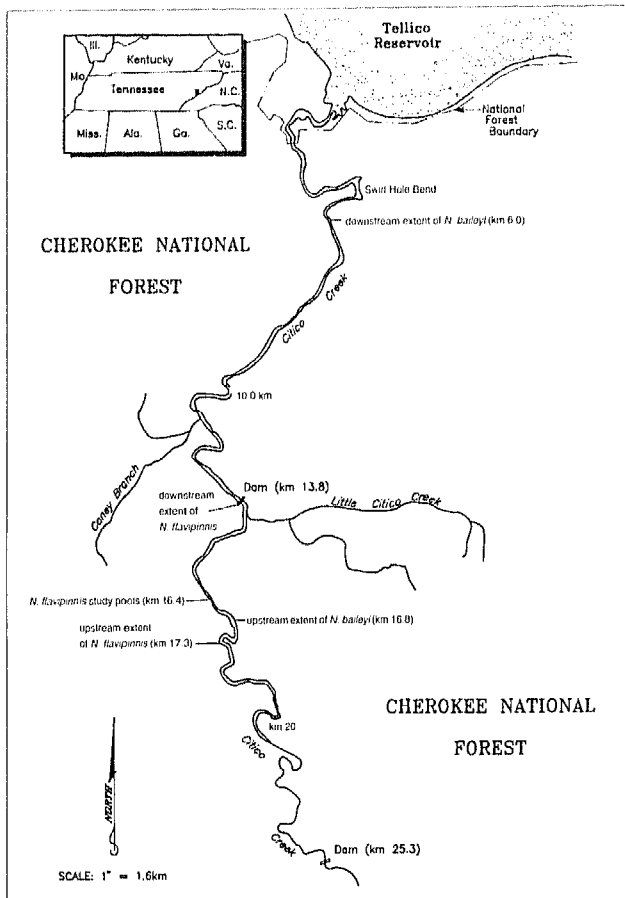 Tellico
Reservoir
Ill.
Kentucky
Va.
Mo.
Tennessee
N.C.
Miss.
Ala.
Ga.
S.C.
National
Forest
Boundary
Swirl Hole Bend
downstream extent of N. baileyi (km 6.0)
CHEROKEE NATIONAL
FOREST
Citico Creek
10.0 km
Caney Branch
Dam (km 13.8)
downstream
extent of
N. flavipinnis
Little Citico Creek
N. flavipinnis study pools (km 16.4)
upstream extent of N. baileyi (km 16.8)
upstream extent
of N. flavipinnis (km 17.3)
CHEROKEE NATIONAL
FOREST
km 20
Citico
Creek
Dam (km 25.3)
NORTH
SCALE: 1" = 1.6km